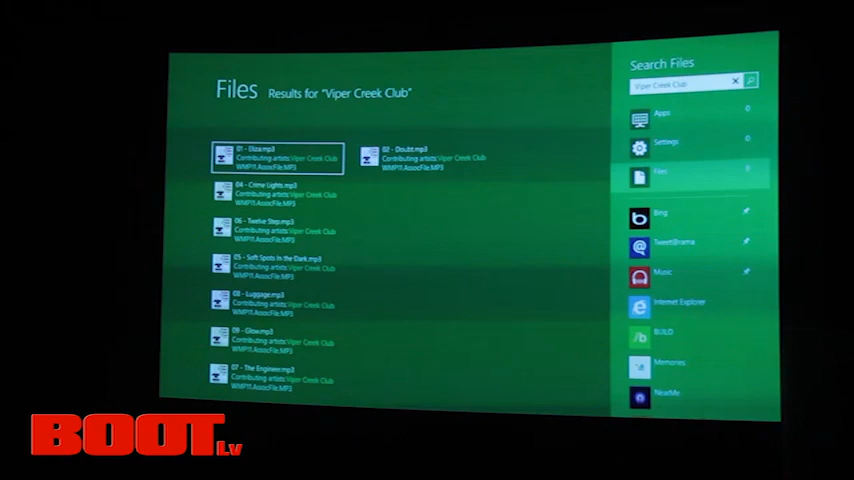 Files Results for "Viper Creek Club"
01 - Eliza.mp3
Contributing artists:Viper Creek Club
WMP11.AssocFile.MP3
02 - Doubt.mp3
Contributing artists:Viper Creek Club
WMP11.AssocFile.MP3
04 - Crime Lights.mp3
Contributing artists:Viper Creek Club
WMP11.AssocFile.MP3
06 - Twelve Step.mp3
Contributing artists:Viper Creek Club
WMP11.AssocFile.MP3
05 - Soft Spots In the Dark.mp3
Contributing artists:Viper Creek Club
WMP11.AssocFile.MP3
08 - Luggage.mp3
Contributing artists:Viper Creek Club
WMP11.AssocFile.MP3
09 - Glow.mp3
Contributing artists:Viper Creek Club
WMP11.AssocFile.MP3
07 - The Engineer.mp3
Contributing artists:Viper Creek Club
WMP11.AssocFile.MP3
Search Files
Viper Creek Club
Apps 0
Settings 0
Files
Bing
Tweet@rama
Music
Internet Explorer
BUILD
Memories
NearMe
BOOT Lv